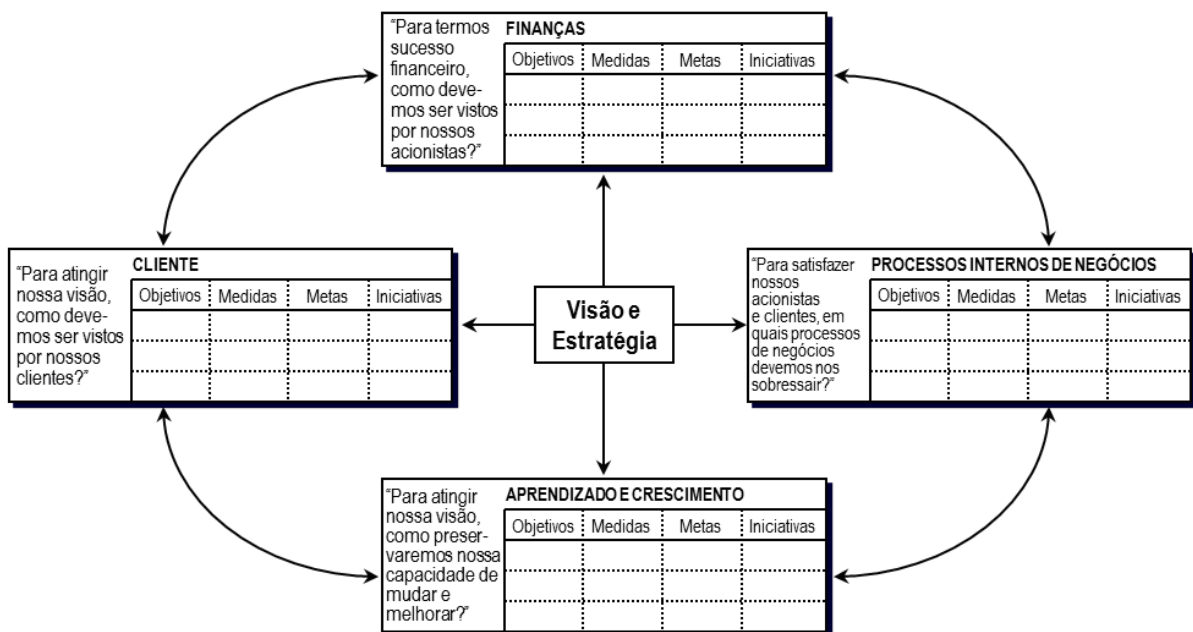 “Para termos
sucesso
financeiro,
como deve-
mos ser vistos
por nossos
acionistas?”
FINANÇAS
Objetivos Medidas Metas Iniciativas
“Para atingir
nossa visão,
como deve-
mos ser vistos
por nossos
clientes?”
CLIENTE
Objetivos Medidas Metas Iniciativas
Visão e
Estratégia
“Para satisfazer
nossos
acionistas
e clientes, em
quais processos
de negócios
devemos nos
sobressair?”
PROCESSOS INTERNOS DE NEGÓCIOS
Objetivos Medidas Metas Iniciativas
“Para atingir
nossa visão,
como preser-
varemos nossa
capacidade de
mudar e
melhorar?”
APRENDIZADO E CRESCIMENTO
Objetivos Medidas Metas Iniciativas